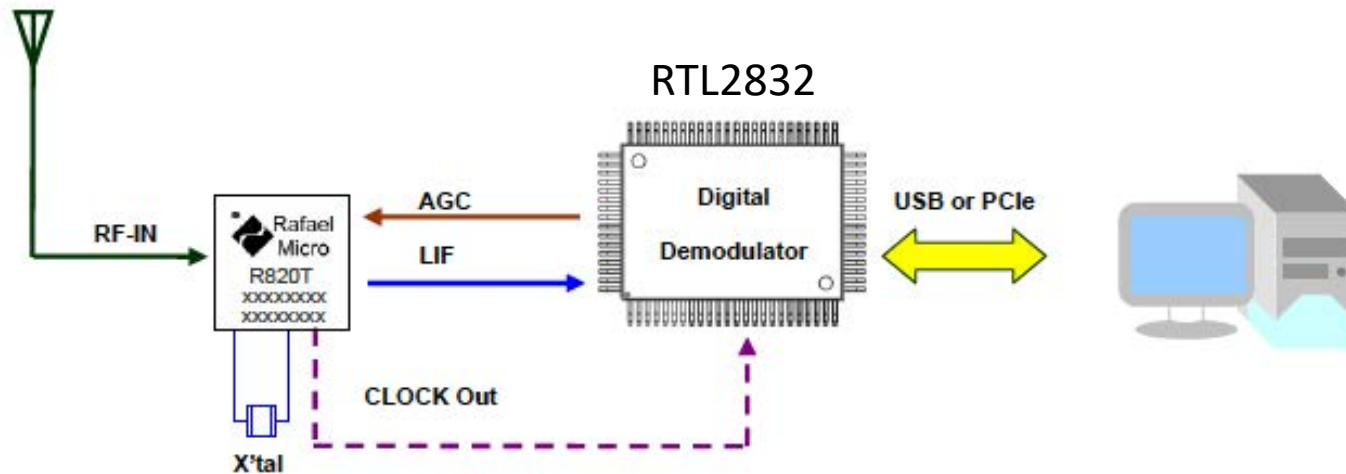 RTL2832
RF-IN
Rafael
Micro
R820T
XXXXXXXX
XXXXXXXX
AGC
LIF
Digital
Demodulator
USB or PCIe
CLOCK Out
X'tal